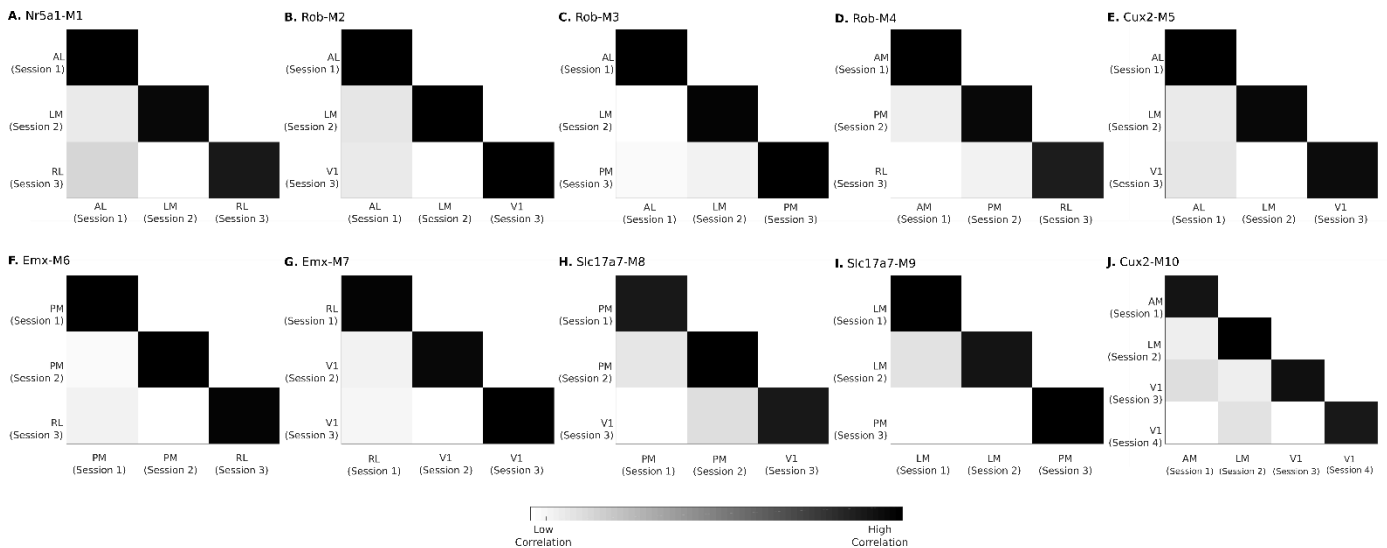 A. Nr5a1-M1
AL
(Session 1)
LM
(Session 2)
RL
(Session 3)
AL
(Session 1)
LM
(Session 2)
RL
(Session 3)
B. Rob-M2
AL
(Session 1)
LM
(Session 2)
V1
(Session 3)
AL
(Session 1)
LM
(Session 2)
V1
(Session 3)
C. Rob-M3
AL
(Session 1)
LM
(Session 2)
PM
(Session 3)
AL
(Session 1)
LM
(Session 2)
PM
(Session 3)
D. Rob-M4
AM
(Session 1)
PM
(Session 2)
RL
(Session 3)
AM
(Session 1)
PM
(Session 2)
RL
(Session 3)
E. Cux2-M5
AL
(Session 1)
LM
(Session 2)
V1
(Session 3)
AL
(Session 1)
LM
(Session 2)
V1
(Session 3)
F. Emx-M6
PM
(Session 1)
PM
(Session 2)
RL
(Session 3)
PM
(Session 1)
PM
(Session 2)
RL
(Session 3)
G. Emx-M7
RL
(Session 1)
V1
(Session 2)
V1
(Session 3)
RL
(Session 1)
V1
(Session 2)
V1
(Session 3)
H. Slc17a7-M8
PM
(Session 1)
PM
(Session 2)
V1
(Session 3)
PM
(Session 1)
PM
(Session 2)
V1
(Session 3)
I. Slc17a7-M9
LM
(Session 1)
LM
(Session 2)
PM
(Session 3)
LM
(Session 1)
LM
(Session 2)
PM
(Session 3)
J. Cux2-M10
AM
(Session 1)
LM
(Session 2)
V1
(Session 3)
V1
(Session 4)
AM
(Session 1)
LM
(Session 2)
V1
(Session 3)
V1
(Session 4)
Low
Correlation
High
Correlation